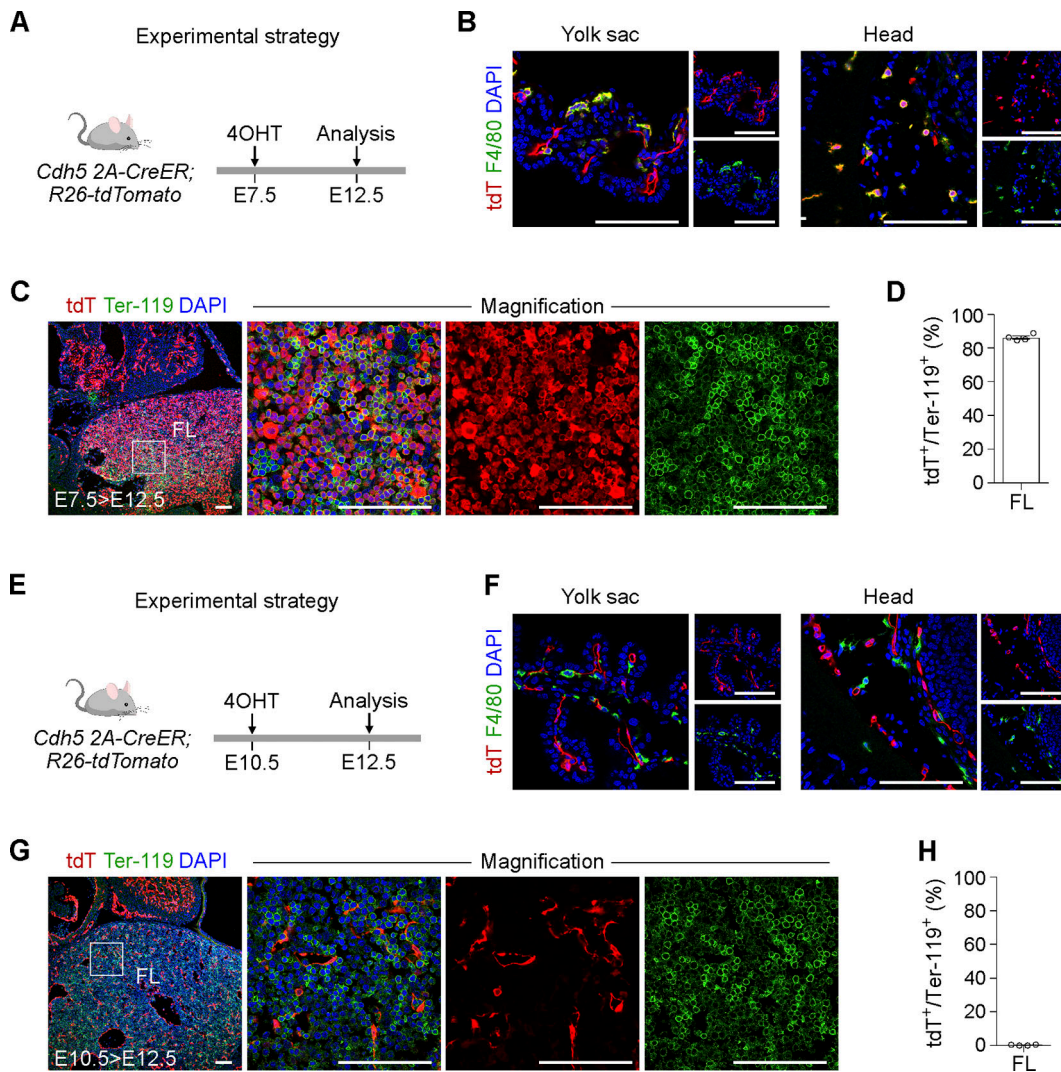 A
Experimental strategy
4OHT
Analysis
Cdh5 2A-CreER;
R26-tdTomato
E7.5
E12.5
B
Yolk sac
Head
tdT F4/80 DAPI
C
tdT Ter-119 DAPI
Magnification
FL
E7.5>E12.5
D
tdT+/Ter-119+ (%)
100
80
60
40
20
0
FL
E
Experimental strategy
4OHT
Analysis
Cdh5 2A-CreER;
R26-tdTomato
E10.5
E12.5
F
Yolk sac
Head
tdT F4/80 DAPI
G
tdT Ter-119 DAPI
Magnification
FL
E10.5>E12.5
H
tdT+/Ter-119+ (%)
100
80
60
40
20
0
FL